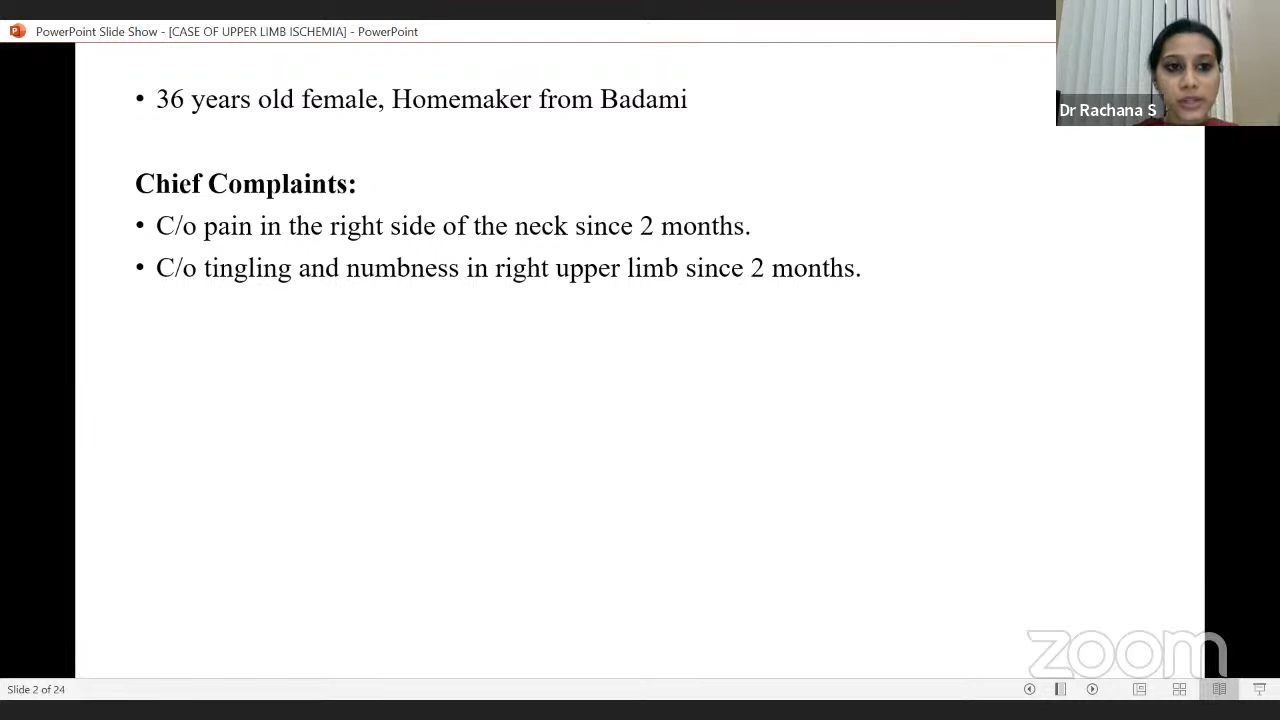 PowerPoint Slide Show - [CASE OF UPPER LIMB ISCHEMIA] - PowerPoint
• 36 years old female, Homemaker from Badami
Dr Rachana S
Chief Complaints:
• C/o pain in the right side of the neck since 2 months.
• C/o tingling and numbness in right upper limb since 2 months.
zoom
Slide 2 of 24